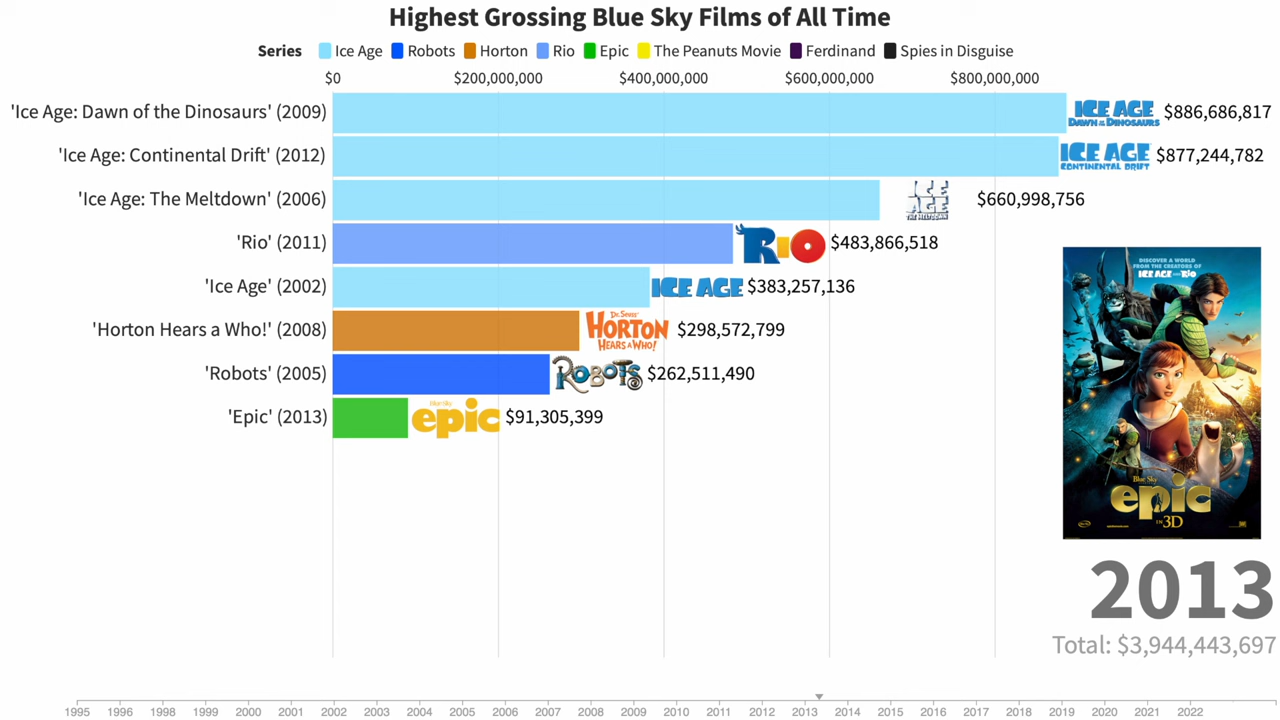 Highest Grossing Blue Sky Films of All Time
Series Ice Age Robots Horton Rio Epic The Peanuts Movie Ferdinand Spies in Disguise
$0 $200,000,000 $400,000,000 $600,000,000 $800,000,000
'Ice Age: Dawn of the Dinosaurs' (2009) ICE AGE DAWN OF THE DINOSAURS $886,686,817
'Ice Age: Continental Drift' (2012) ICE AGE CONTINENTAL DRIFT $877,244,782
'Ice Age: The Meltdown' (2006) ICE AGE THE MELTDOWN $660,998,756
'Rio' (2011) RIO $483,866,518
'Ice Age' (2002) ICE AGE $383,257,136
'Horton Hears a Who!' (2008) Dr. Seuss' HORTON HEARS A WHO! $298,572,799
'Robots' (2005) ROBOTS $262,511,490
'Epic' (2013) Blue Sky epic $91,305,399
DISCOVER A WORLD
FROM THE CREATORS OF
ICE AGE AND RIO
Blue Sky
epic
IN 3D
2013
Total: $3,944,443,697
1995 1996 1998 1999 2000 2001 2002 2004 2005 2006 2007 2008 2010 2011 2012 2013 2014 2015 2016 2017 2018 2019 2020 2021 2022